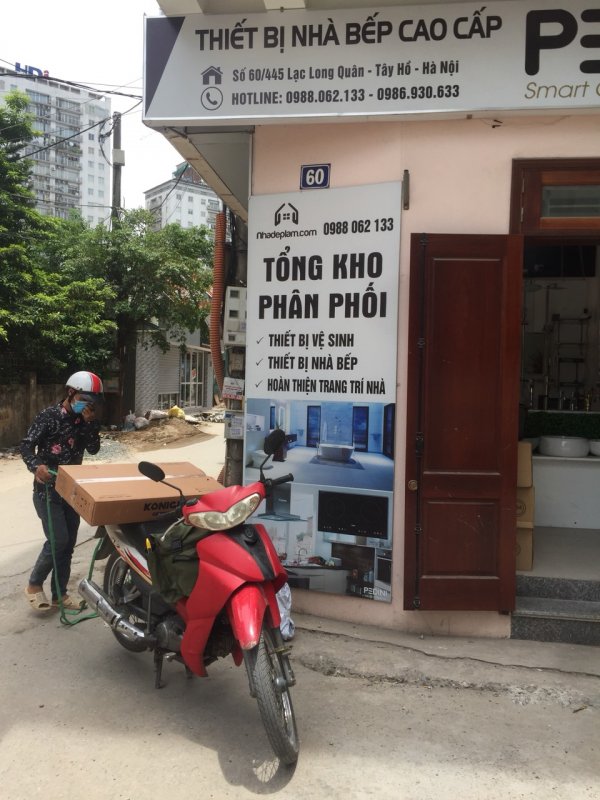 THIẾT BỊ NHÀ BẾP CAO CẤP
Số 60/445 Lạc Long Quân - Tây Hồ - Hà Nội
HOTLINE: 0988.062.133 - 0986.930.633
Smart
60
nhadeplam.com 0988 062 133
TỔNG KHO
PHÂN PHỐI
✓ THIẾT BỊ VỆ SINH
✓ THIẾT BỊ NHÀ BẾP
✓ HOÀN THIỆN TRANG TRÍ NHÀ
PEDINI